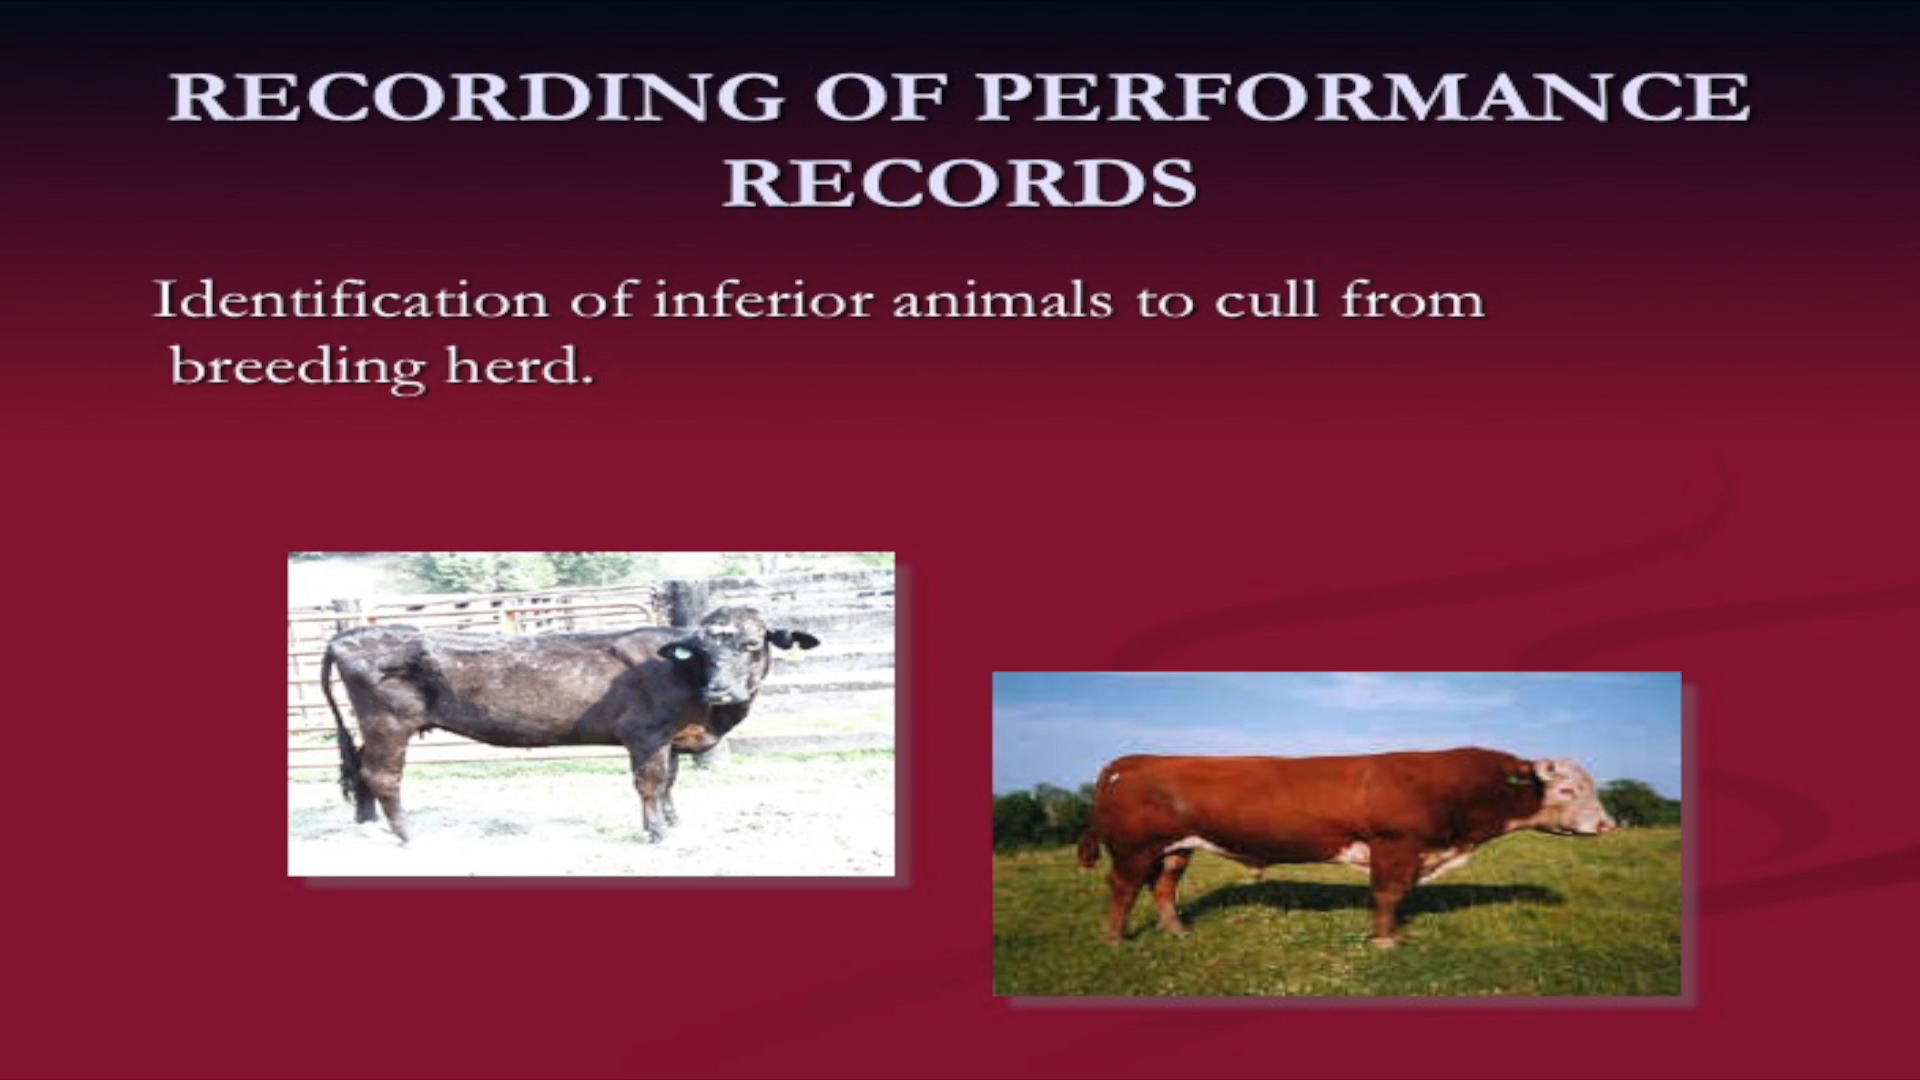 RECORDING OF PERFORMANCE
RECORDS
Identification of inferior animals to cull from
breeding herd.